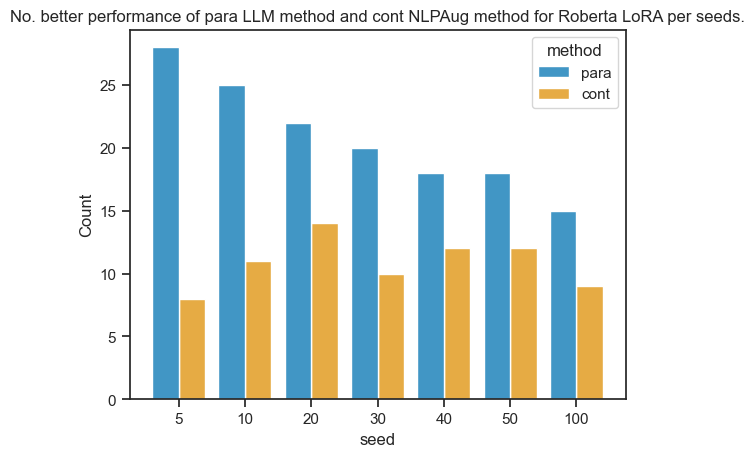 No. better performance of para LLM method and cont NLPAug method for Roberta LoRA per seeds.
method
para
cont
25
20
15
10
5
0
Count
5 10 20 30 40 50 100
seed